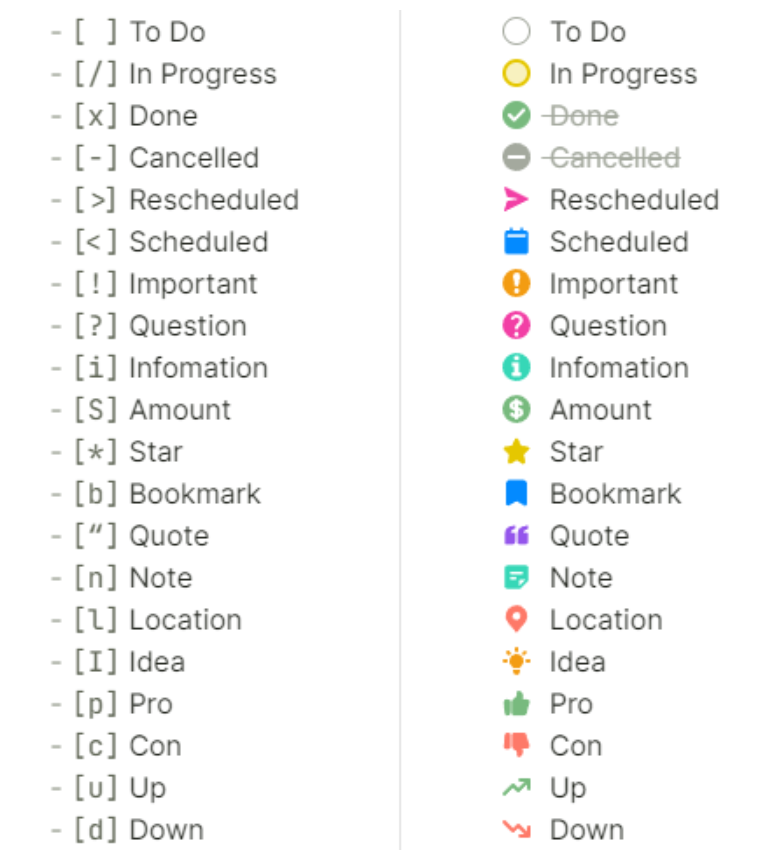 - [ ] To Do
- [/] In Progress
- [x] Done
- [-] Cancelled
- [>] Rescheduled
- [<] Scheduled
- [!] Important
- [?] Question
- [i] Infomation
- [S] Amount
- [*] Star
- [b] Bookmark
- [“] Quote
- [n] Note
- [l] Location
- [I] Idea
- [p] Pro
- [c] Con
- [u] Up
- [d] Down
To Do
In Progress
Done
Cancelled
Rescheduled
Scheduled
Important
Question
Infomation
Amount
Star
Bookmark
Quote
Note
Location
Idea
Pro
Con
Up
Down